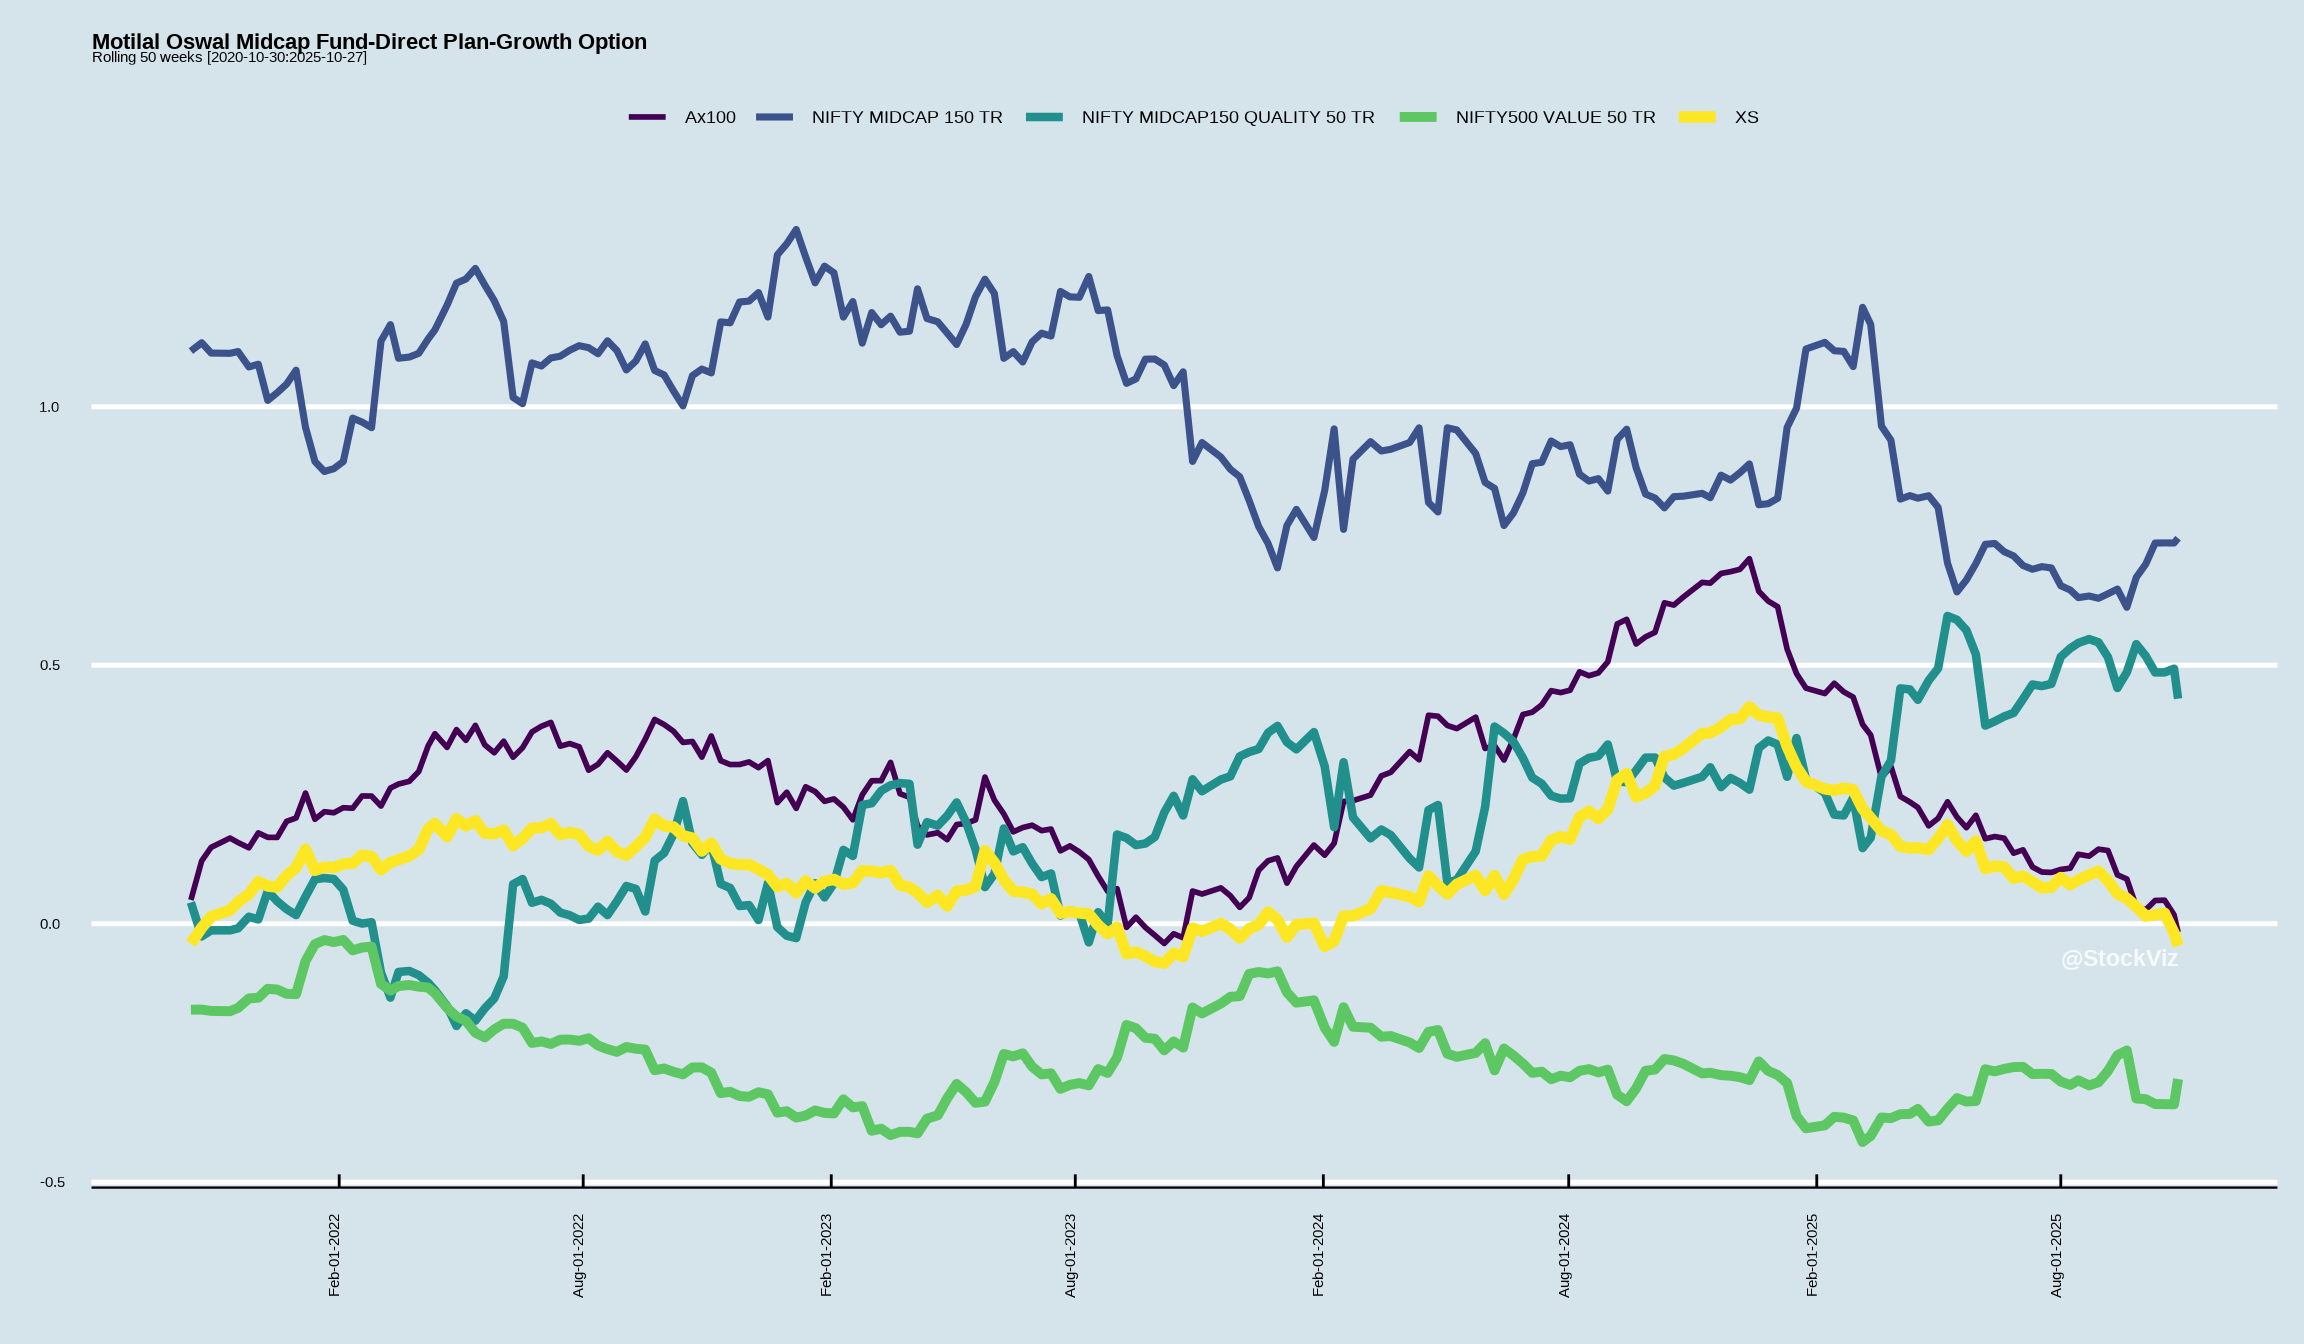 Motilal Oswal Midcap Fund-Direct Plan-Growth Option
Rolling 50 weeks [2020-10-30:2025-10-27]
Ax100 NIFTY MIDCAP 150 TR NIFTY MIDCAP150 QUALITY 50 TR NIFTY500 VALUE 50 TR XS
1.0
0.5
0.0
@StockViz
-0.5
Feb-01-2022 Aug-01-2022 Feb-01-2023 Aug-01-2023 Feb-01-2024 Aug-01-2024 Feb-01-2025 Aug-01-2025